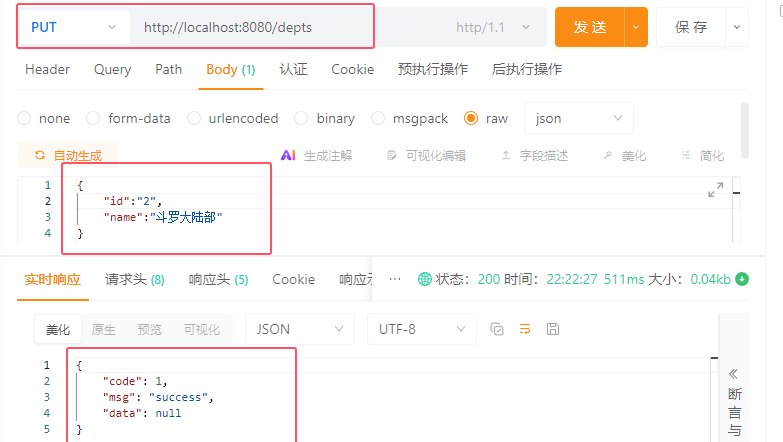 PUT http://localhost:8080/depts http/1.1 发 送 保 存
Header Query Path Body (1) 认证 Cookie 预执行操作 后执行操作
none form-data urlencoded binary msgpack raw json
自动生成 AI 生成注解 可视化编辑 字段描述 美化 简化
1 {
2 "id":"2",
3 "name":"斗罗大陆部"
4 }
实时响应 请求头 (8) 响应头 (5) Cookie 响应示 ··· 状态: 200 时间: 22:22:27 511ms 大小: 0.04kb
美化 原生 预览 可视化 JSON UTF-8
1 {
2 "code": 1,
3 "msg": "success",
4 "data": null
5 }
断
言
与